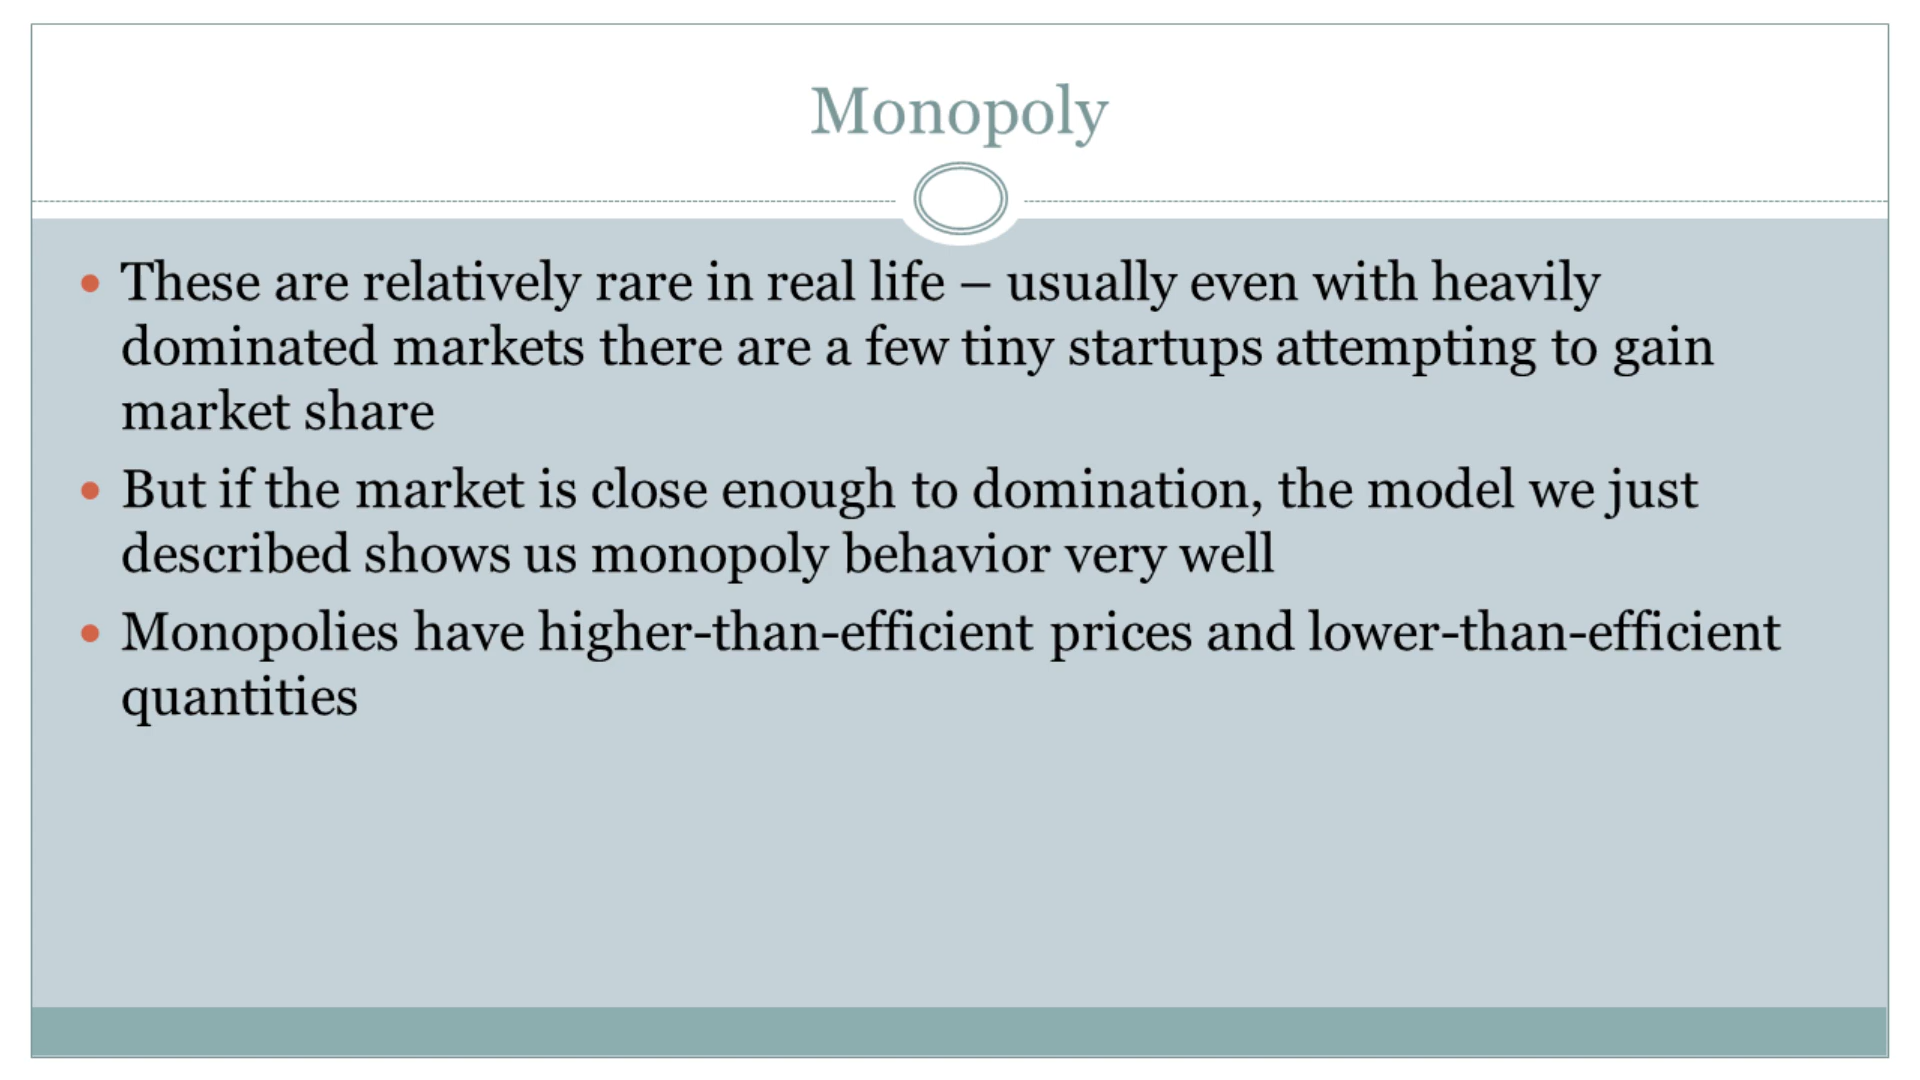 Monopoly
• These are relatively rare in real life – usually even with heavily
dominated markets there are a few tiny startups attempting to gain
market share
• But if the market is close enough to domination, the model we just
described shows us monopoly behavior very well
• Monopolies have higher-than-efficient prices and lower-than-efficient
quantities